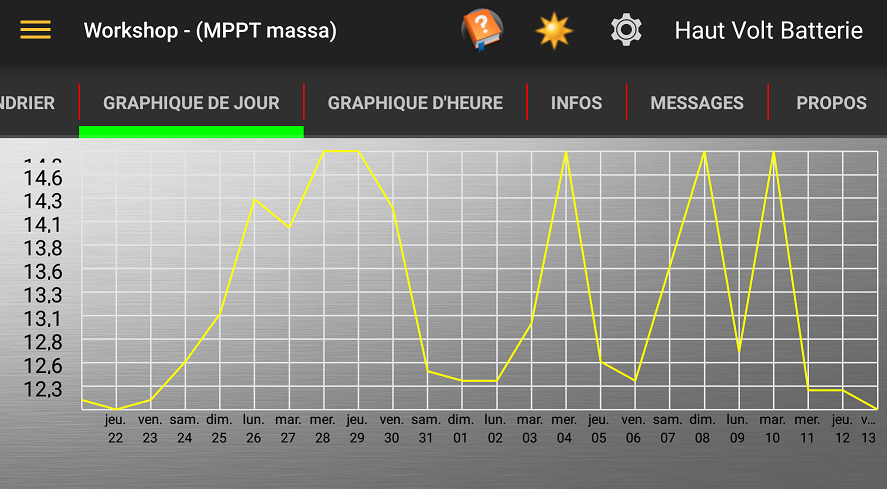 Workshop - (MPPT massa)
?
Haut Volt Batterie
NDRIER
GRAPHIQUE DE JOUR
GRAPHIQUE D'HEURE
INFOS
MESSAGES
PROPOS
14,6
14,3
14,1
13,8
13,6
13,3
13,1
12,8
12,6
12,3
jeu. ven. sam. dim. lun. mar. mer. jeu. ven. sam. dim. lun. mar. mer. jeu. ven. sam. dim. lun. mar. mer. jeu. v...
22 23 24 25 26 27 28 29 30 31 01 02 03 04 05 06 07 08 09 10 11 12 13